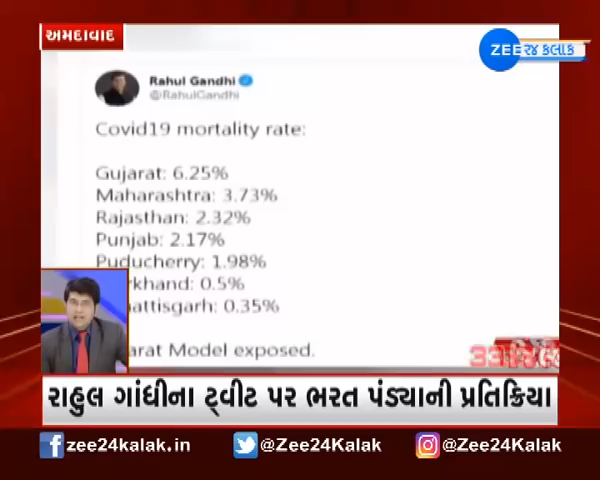 અમદાવાદ
ZEE ૨૪ કલાક
Rahul Gandhi
@RahulGandhi
Covid19 mortality rate:
Gujarat: 6.25%
Maharashtra: 3.73%
Rajasthan: 2.32%
Punjab: 2.17%
Puducherry: 1.98%
rkhand: 0.5%
attisgarh: 0.35%
arat Model exposed.
રાહુલ ગાંધીના ટ્વીટ પર ભરત પંડ્યાની પ્રતિક્રિયા
zee24kalak.in
@Zee24Kalak
@Zee24Kalak